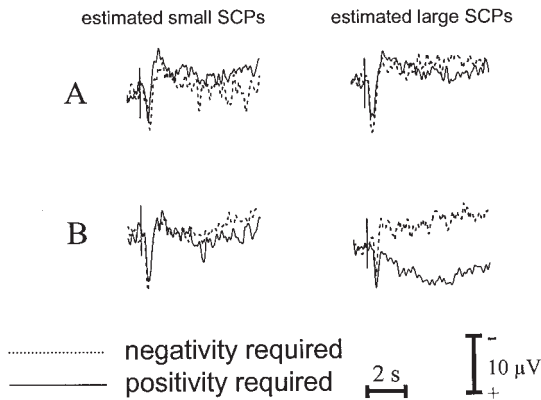 estimated small SCPs
estimated large SCPs
A
B
negativity required
positivity required
2 s
-
10 µV
+